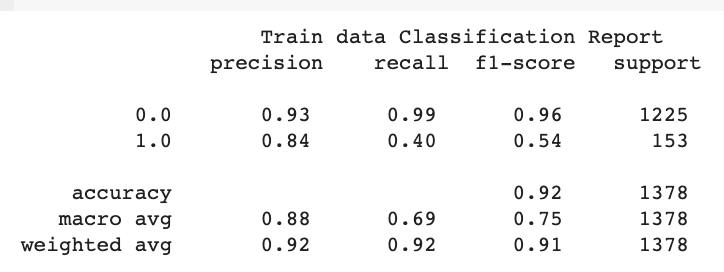 Train data Classification Report
precision recall f1-score support
0.0 0.93 0.99 0.96 1225
1.0 0.84 0.40 0.54 153
accuracy 0.92 1378
macro avg 0.88 0.69 0.75 1378
weighted avg 0.92 0.92 0.91 1378